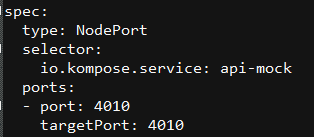 spec:
  type: NodePort
  selector:
    io.kompose.service: api-mock
  ports:
  - port: 4010
    targetPort: 4010